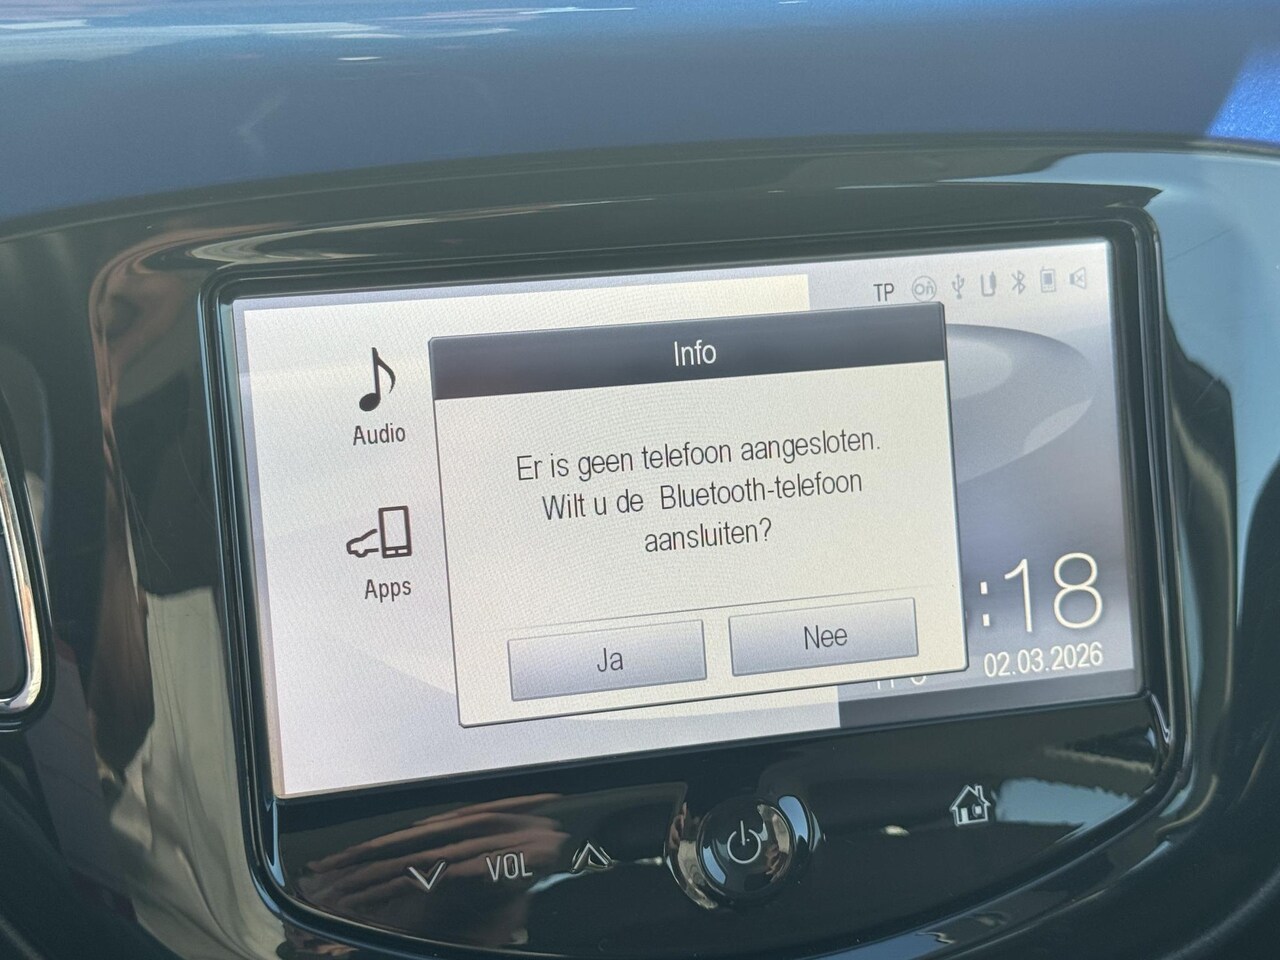 TP
On
Info
Audio
Er is geen telefoon aangesloten.
Wilt u de Bluetooth-telefoon
aansluiten?
Apps
Ja
Nee
:18
02.03.2026
VOL